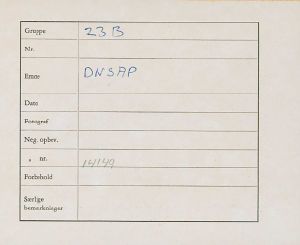 Gruppe 23 B
Nr.
Emne DNSAP
Dato
Fotograf
Neg. opbev.
„ nr. 14149
Forbehold
Særlige
bemærkninger